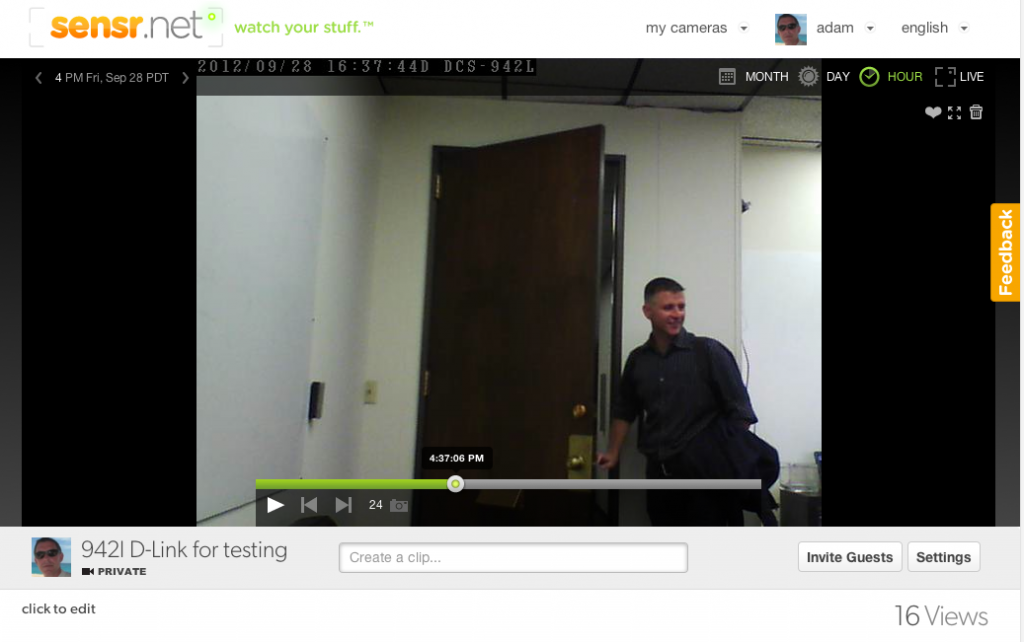 sensr.net
watch your stuff.™
my cameras
adam
english
4 PM Fri, Sep 28 PDT
2012/09/28 16:37:44D DCS-942L
MONTH
DAY
HOUR
LIVE
Feedback
4:37:06 PM
24
942l D-Link for testing
PRIVATE
Create a clip...
Invite Guests
Settings
click to edit
16 Views